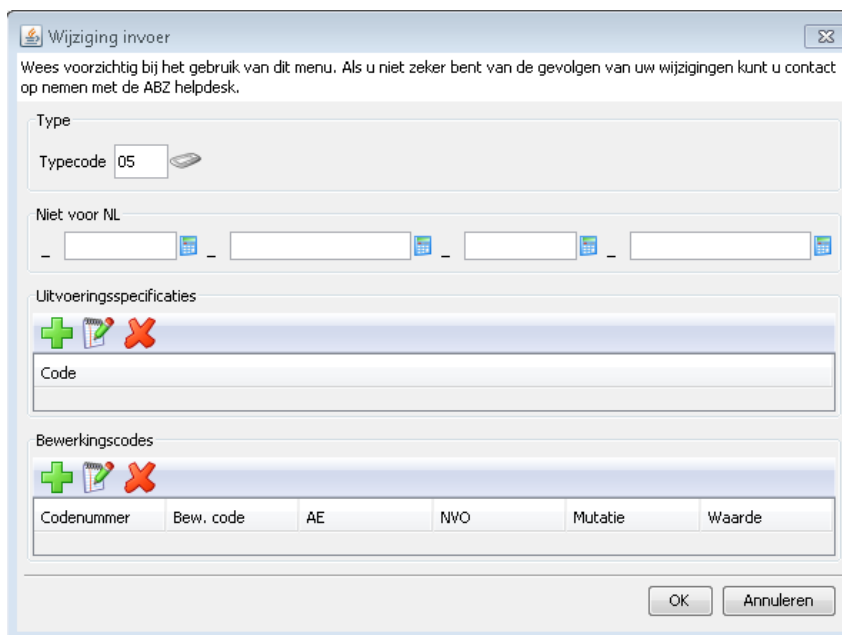 Wijziging invoer
Wees voorzichtig bij het gebruik van dit menu. Als u niet zeker bent van de gevolgen van uw wijzigingen kunt u contact
op nemen met de ABZ helpdesk.
Type
Typecode 05
Niet voor NL
_ _ _ _
Uitvoeringsspecificaties
Code
Bewerkingscodes
Codenummer Bew. code AE NVO Mutatie Waarde
OK Annuleren